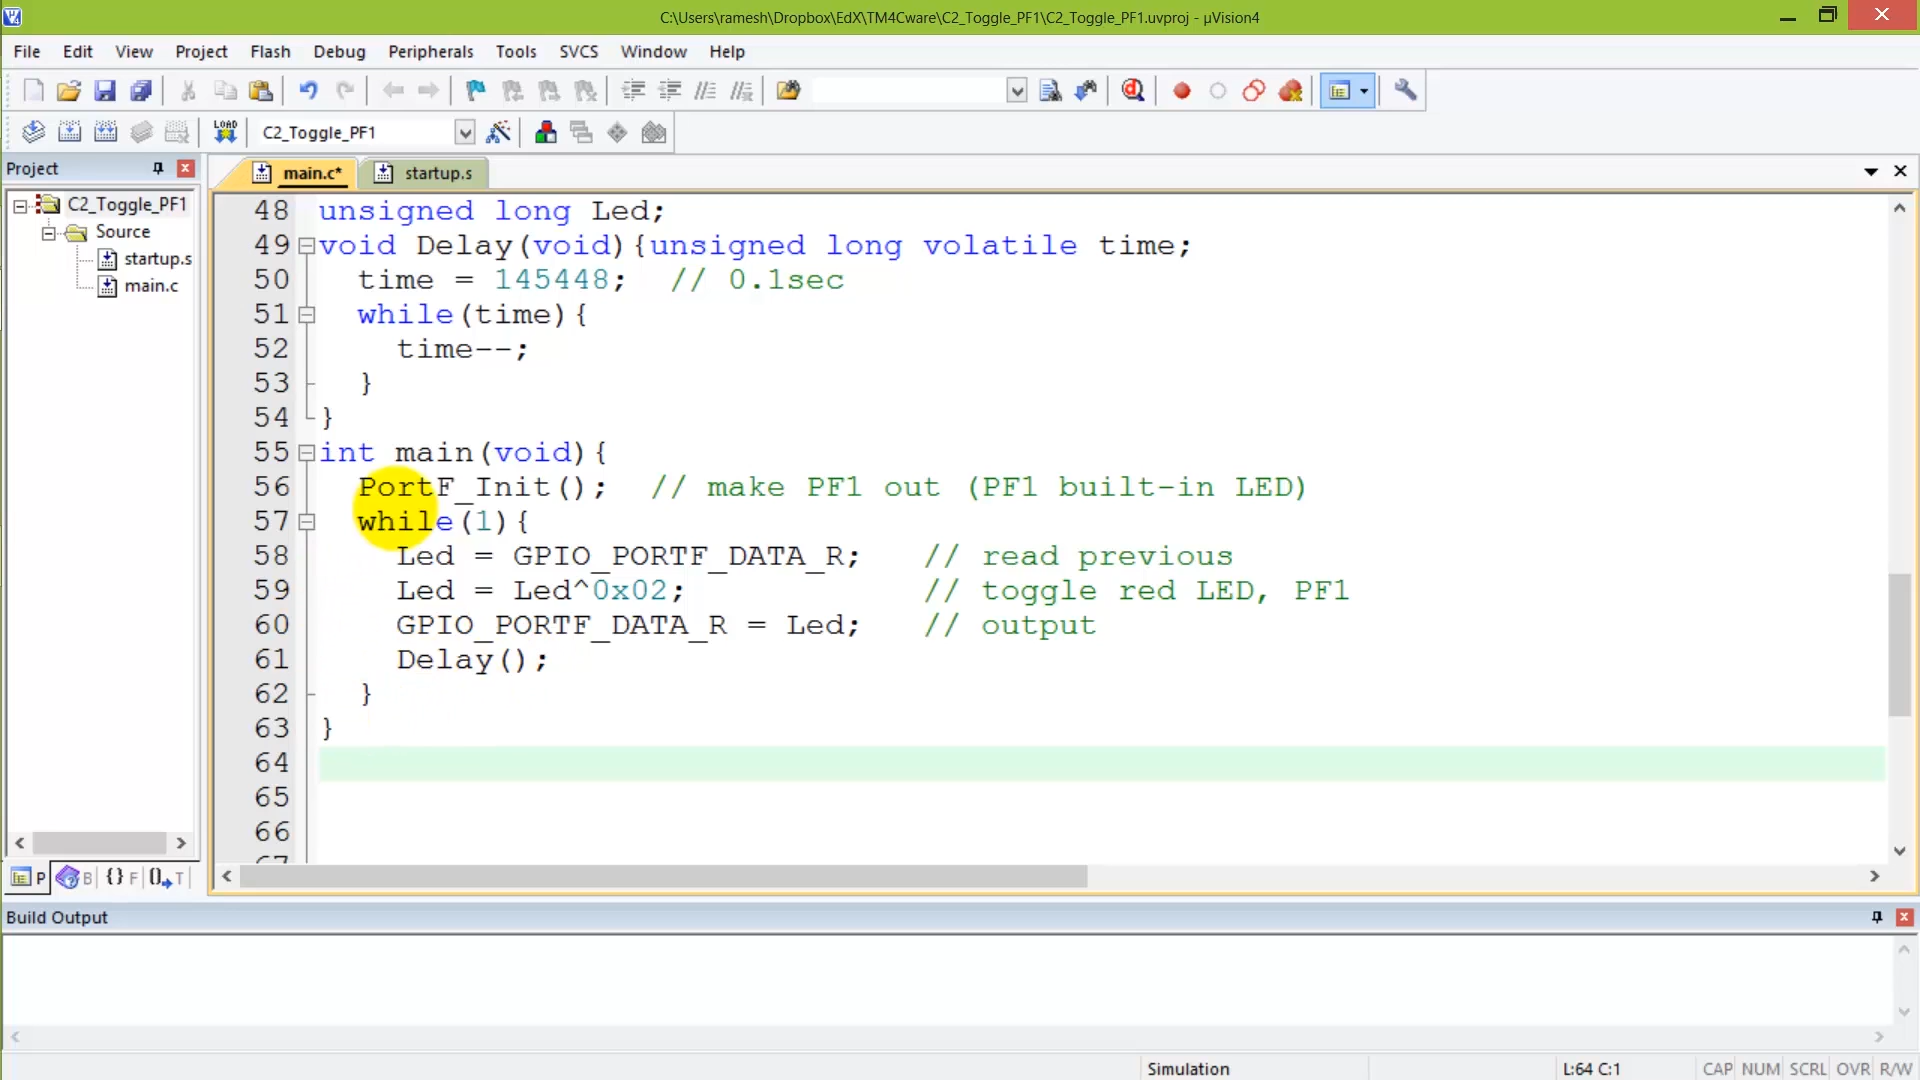 C:\Users\ramesh\Dropbox\EdX\TM4Cware\C2_Toggle_PF1\C2_Toggle_PF1.uvproj - µVision4
File Edit View Project Flash Debug Peripherals Tools SVCS Window Help
LOAD C2_Toggle_PF1
Project
main.c* startup.s
C2_Toggle_PF1
Source
startup.s
main.c
48 unsigned long Led;
49 void Delay(void){unsigned long volatile time;
50 time = 145448; // 0.1sec
51 while(time){
52 time--;
53 }
54 }
55 int main(void){
56 PortF_Init(); // make PF1 out (PF1 built-in LED)
57 while(1){
58 Led = GPIO_PORTF_DATA_R; // read previous
59 Led = Led^0x02; // toggle red LED, PF1
60 GPIO_PORTF_DATA_R = Led; // output
61 Delay();
62 }
63 }
64
65
66
67
P B {} F T
Build Output
Simulation L:64 C:1 CAP NUM SCRL OVR R/W